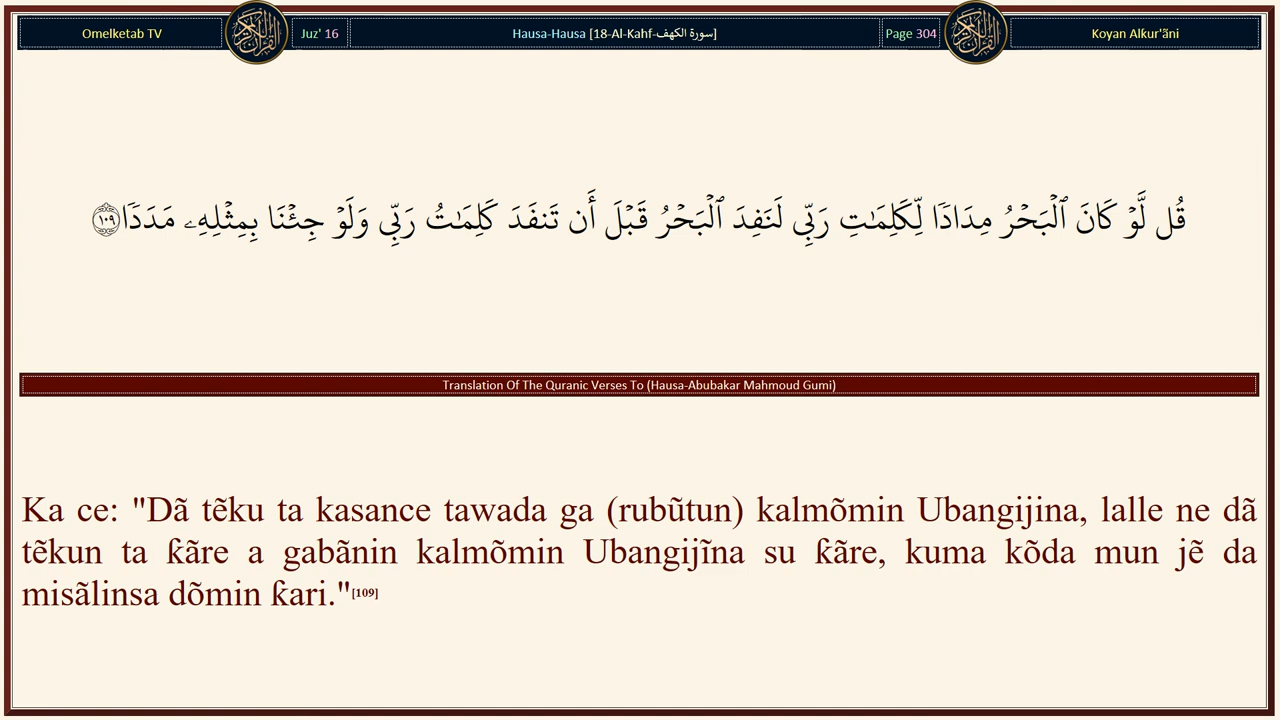 Omelketab TV
Juz' 16
Hausa-Hausa [18-Al-Kahf-سورة الكهف]
Page 304
Koyan Alƙur'ãni
قُل لَّوۡ كَانَ ٱلۡبَحۡرُ مِدَادٗا لِّكَلِمَٰتِ رَبِّي لَنَفِدَ ٱلۡبَحۡرُ قَبۡلَ أَن تَنفَدَ كَلِمَٰتُ رَبِّي وَلَوۡ جِئۡنَا بِمِثۡلِهِۦ مَدَدٗا ١٠٩
Translation Of The Quranic Verses To (Hausa-Abubakar Mahmoud Gumi)
Ka ce: "Dã tẽku ta kasance tawada ga (rubũtun) kalmõmin Ubangijina, lalle ne dã
tẽkun ta ƙãre a gabãnin kalmõmin Ubangijĩna su ƙãre, kuma kõda mun jẽ da
misãlinsa dõmin ƙari."[109]